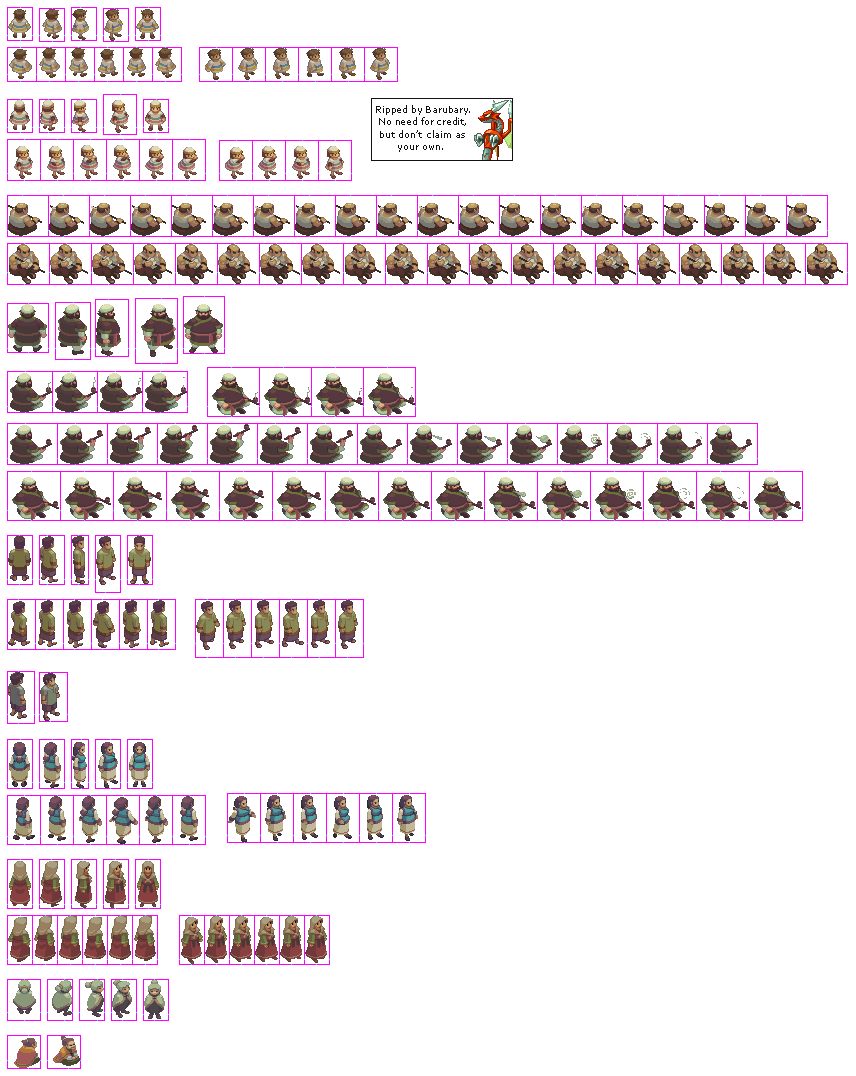 Ripped by Barubary.
No need for credit,
but don't claim as
your own.